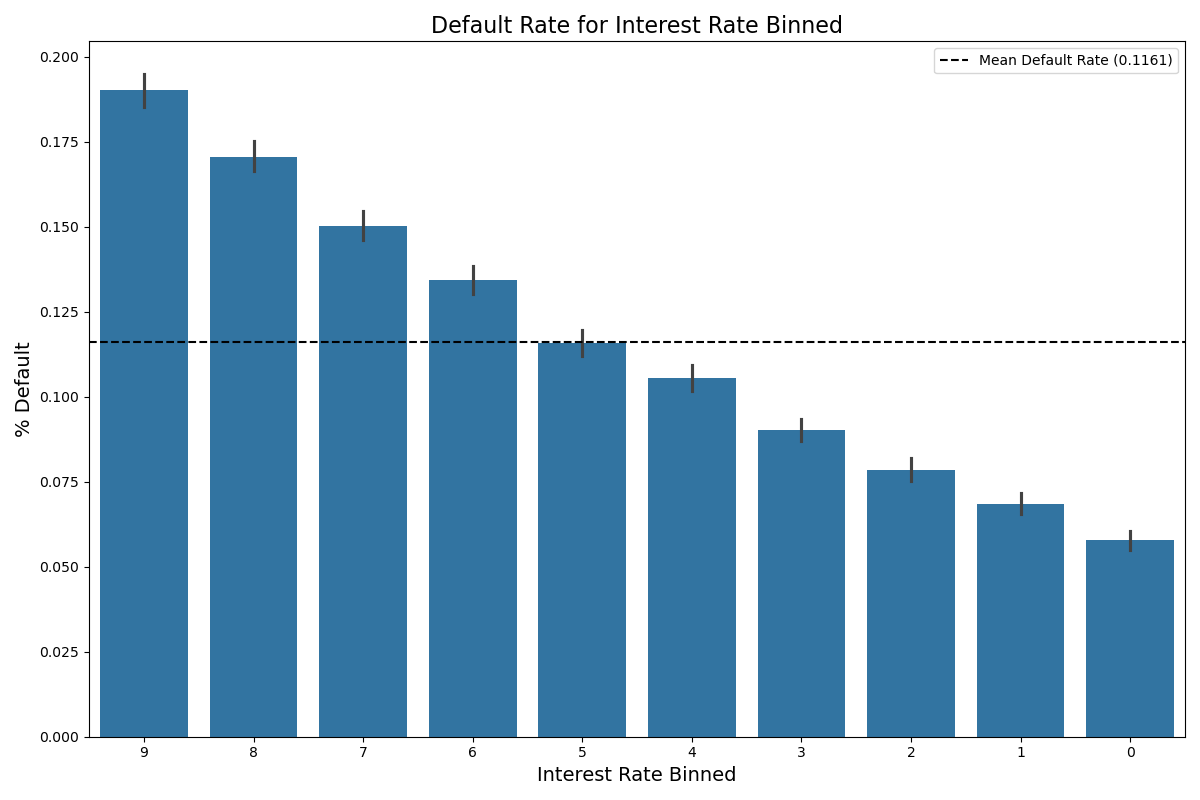 Default Rate for Interest Rate Binned
Mean Default Rate (0.1161)
% Default
0.200
0.175
0.150
0.125
0.100
0.075
0.050
0.025
0.000
9 8 7 6 5 4 3 2 1 0
Interest Rate Binned